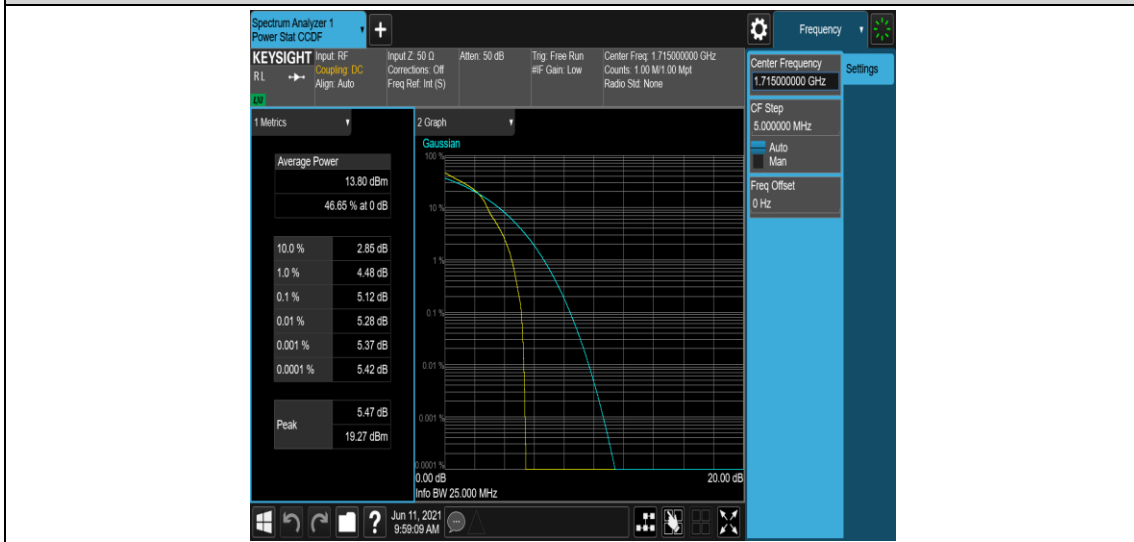 Spectrum Analyzer 1
Power Stat CCDF
+
Frequency
KEYSIGHT
RL
LXI
Input: RF
Coupling: DC
Align: Auto
Input Z: 50 Ω
Corrections: Off
Freq Ref: Int (S)
Atten: 50 dB
Trig: Free Run
#IF Gain: Low
Center Freq: 1.715000000 GHz
Counts: 1.00 M/1.00 Mpt
Radio Std: None
Center Frequency
1.715000000 GHz
Settings
CF Step
5.000000 MHz
Auto
Man
Freq Offset
0 Hz
1 Metrics
Average Power
13.80 dBm
46.65 % at 0 dB
10.0 % 2.85 dB
1.0 % 4.48 dB
0.1 % 5.12 dB
0.01 % 5.28 dB
0.001 % 5.37 dB
0.0001 % 5.42 dB
Peak
5.47 dB
19.27 dBm
2 Graph
Gaussian
100 %
10 %
1 %
0.1 %
0.01 %
0.001 %
0.0001 %
0.00 dB 20.00 dB
Info BW 25.000 MHz
?
Jun 11, 2021
9:59:09 AM